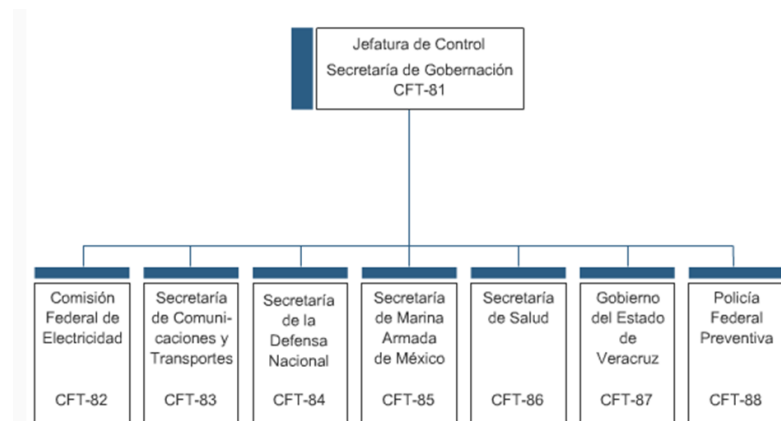 Jefatura de Control
Secretaría de Gobernación
CFT-81
Comisión
Federal de
Electricidad
CFT-82
Secretaría
de Comuni-
caciones y
Transportes
CFT-83
Secretaría
de la
Defensa
Nacional
CFT-84
Secretaría
de Marina
Armada
de México
CFT-85
Secretaría
de Salud
CFT-86
Gobierno
del Estado
de
Veracruz
CFT-87
Policía
Federal
Preventiva
CFT-88